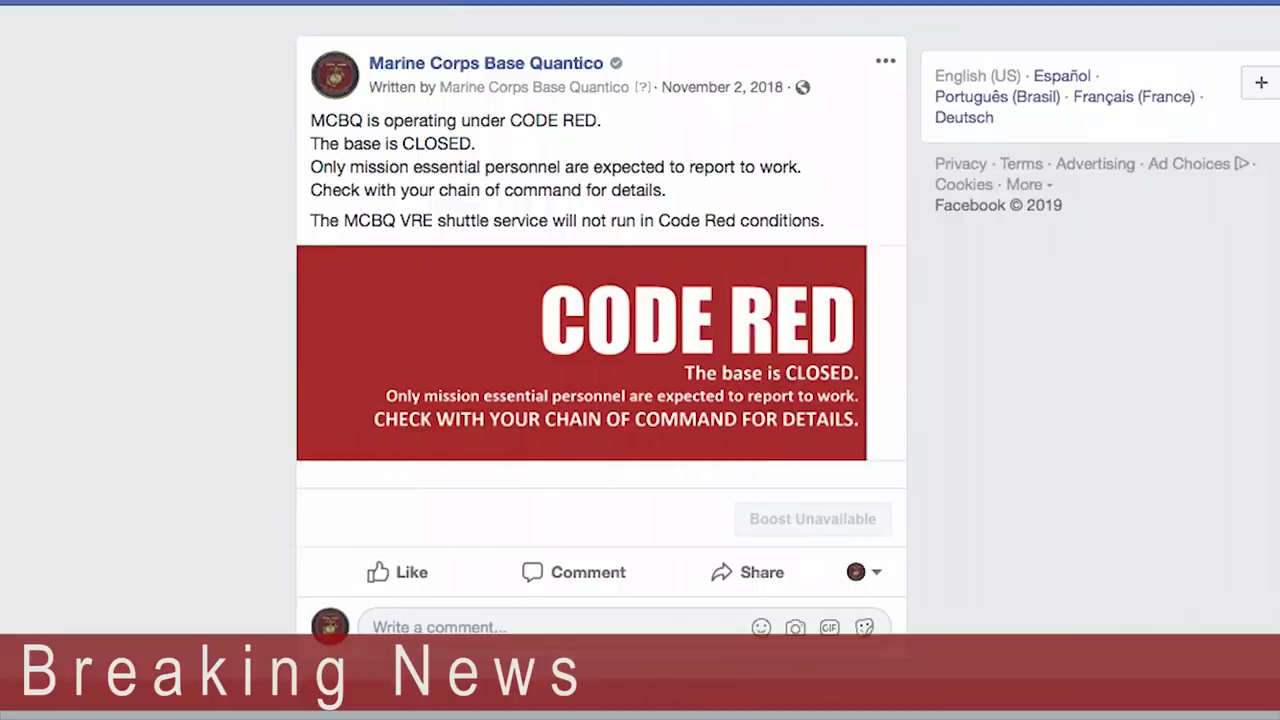 Marine Corps Base Quantico
Written by Marine Corps Base Quantico [?] · November 2, 2018 ·
MCBQ is operating under CODE RED.
The base is CLOSED.
Only mission essential personnel are expected to report to work.
Check with your chain of command for details.
The MCBQ VRE shuttle service will not run in Code Red conditions.
CODE RED
The base is CLOSED.
Only mission essential personnel are expected to report to work.
CHECK WITH YOUR CHAIN OF COMMAND FOR DETAILS.
Boost Unavailable
Like Comment Share
Write a comment...
GIF
English (US) · Español ·
Português (Brasil) · Français (France) ·
Deutsch
Privacy · Terms · Advertising · Ad Choices ·
Cookies · More
Facebook © 2019
Breaking News